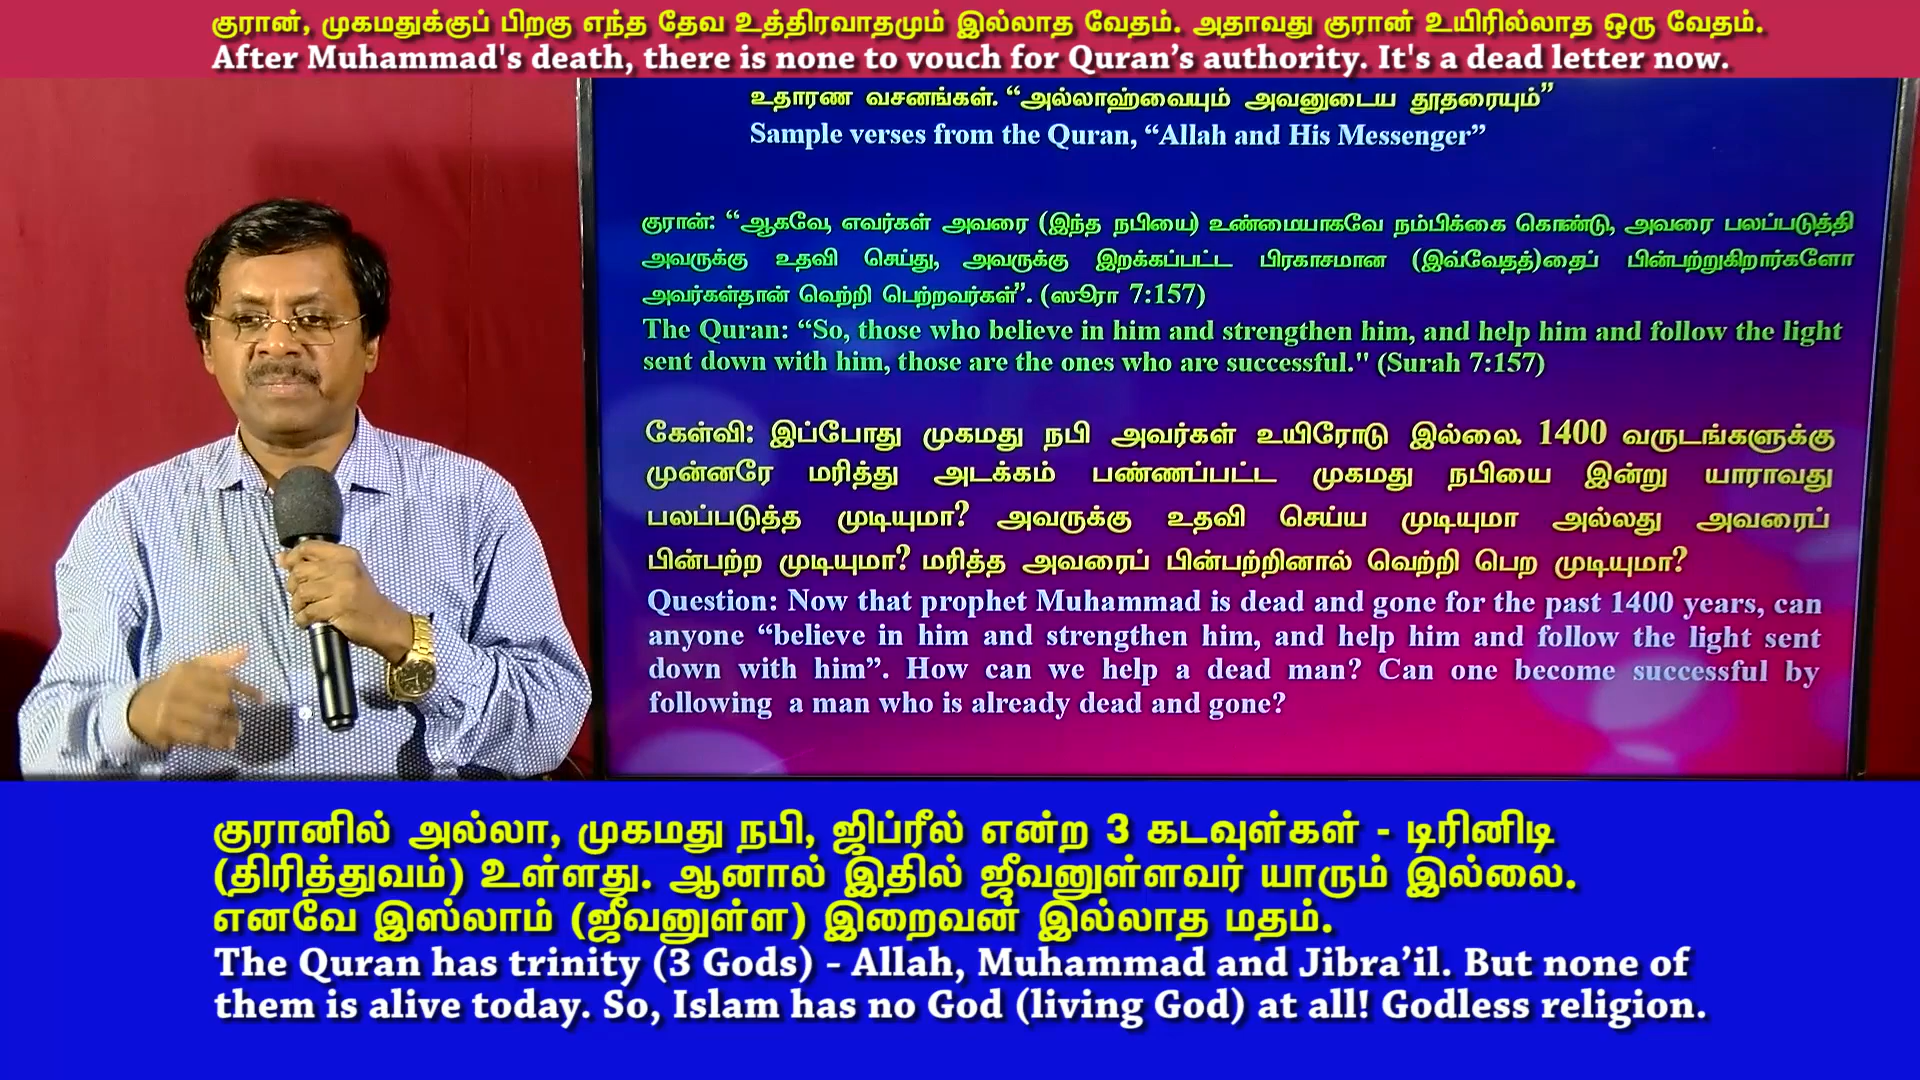 குரான், முகமதுக்குப் பிறகு எந்த தேவ உத்திரவாதமும் இல்லாத வேதம். அதாவது குரான் உயிரில்லாத ஒரு வேதம்.
After Muhammad's death, there is none to vouch for Quran’s authority. It's a dead letter now.
உதாரண வசனங்கள். “அல்லாஹ்வையும் அவனுடைய தூதரையும்”
Sample verses from the Quran, “Allah and His Messenger”
குரான்: “ஆகவே, எவர்கள் அவரை (இந்த நபியை) உண்மையாகவே நம்பிக்கை கொண்டு, அவரை பலப்படுத்தி
அவருக்கு உதவி செய்து, அவருக்கு இறக்கப்பட்ட பிரகாசமான (இவ்வேதத்)தைப் பின்பற்றுகிறார்களோ
அவர்கள்தான் வெற்றி பெற்றவர்கள்”. (ஸூரா 7:157)
The Quran: “So, those who believe in him and strengthen him, and help him and follow the light
sent down with him, those are the ones who are successful." (Surah 7:157)
கேள்வி: இப்போது முகமது நபி அவர்கள் உயிரோடு இல்லை. 1400 வருடங்களுக்கு
முன்னரே மரித்து அடக்கம் பண்ணப்பட்ட முகமது நபியை இன்று யாராவது
பலப்படுத்த முடியுமா? அவருக்கு உதவி செய்ய முடியுமா அல்லது அவரைப்
பின்பற்ற முடியுமா? மரித்த அவரைப் பின்பற்றினால் வெற்றி பெற முடியுமா?
Question: Now that prophet Muhammad is dead and gone for the past 1400 years, can
anyone “believe in him and strengthen him, and help him and follow the light sent
down with him”. How can we help a dead man? Can one become successful by
following a man who is already dead and gone?
குரானில் அல்லா, முகமது நபி, ஜிப்ரீல் என்ற 3 கடவுள்கள் - டிரினிடி
(திரித்துவம்) உள்ளது. ஆனால் இதில் ஜீவனுள்ளவர் யாரும் இல்லை.
எனவே இஸ்லாம் (ஜீவனுள்ள) இறைவன் இல்லாத மதம்.
The Quran has trinity (3 Gods) - Allah, Muhammad and Jibra’il. But none of
them is alive today. So, Islam has no God (living God) at all! Godless religion.